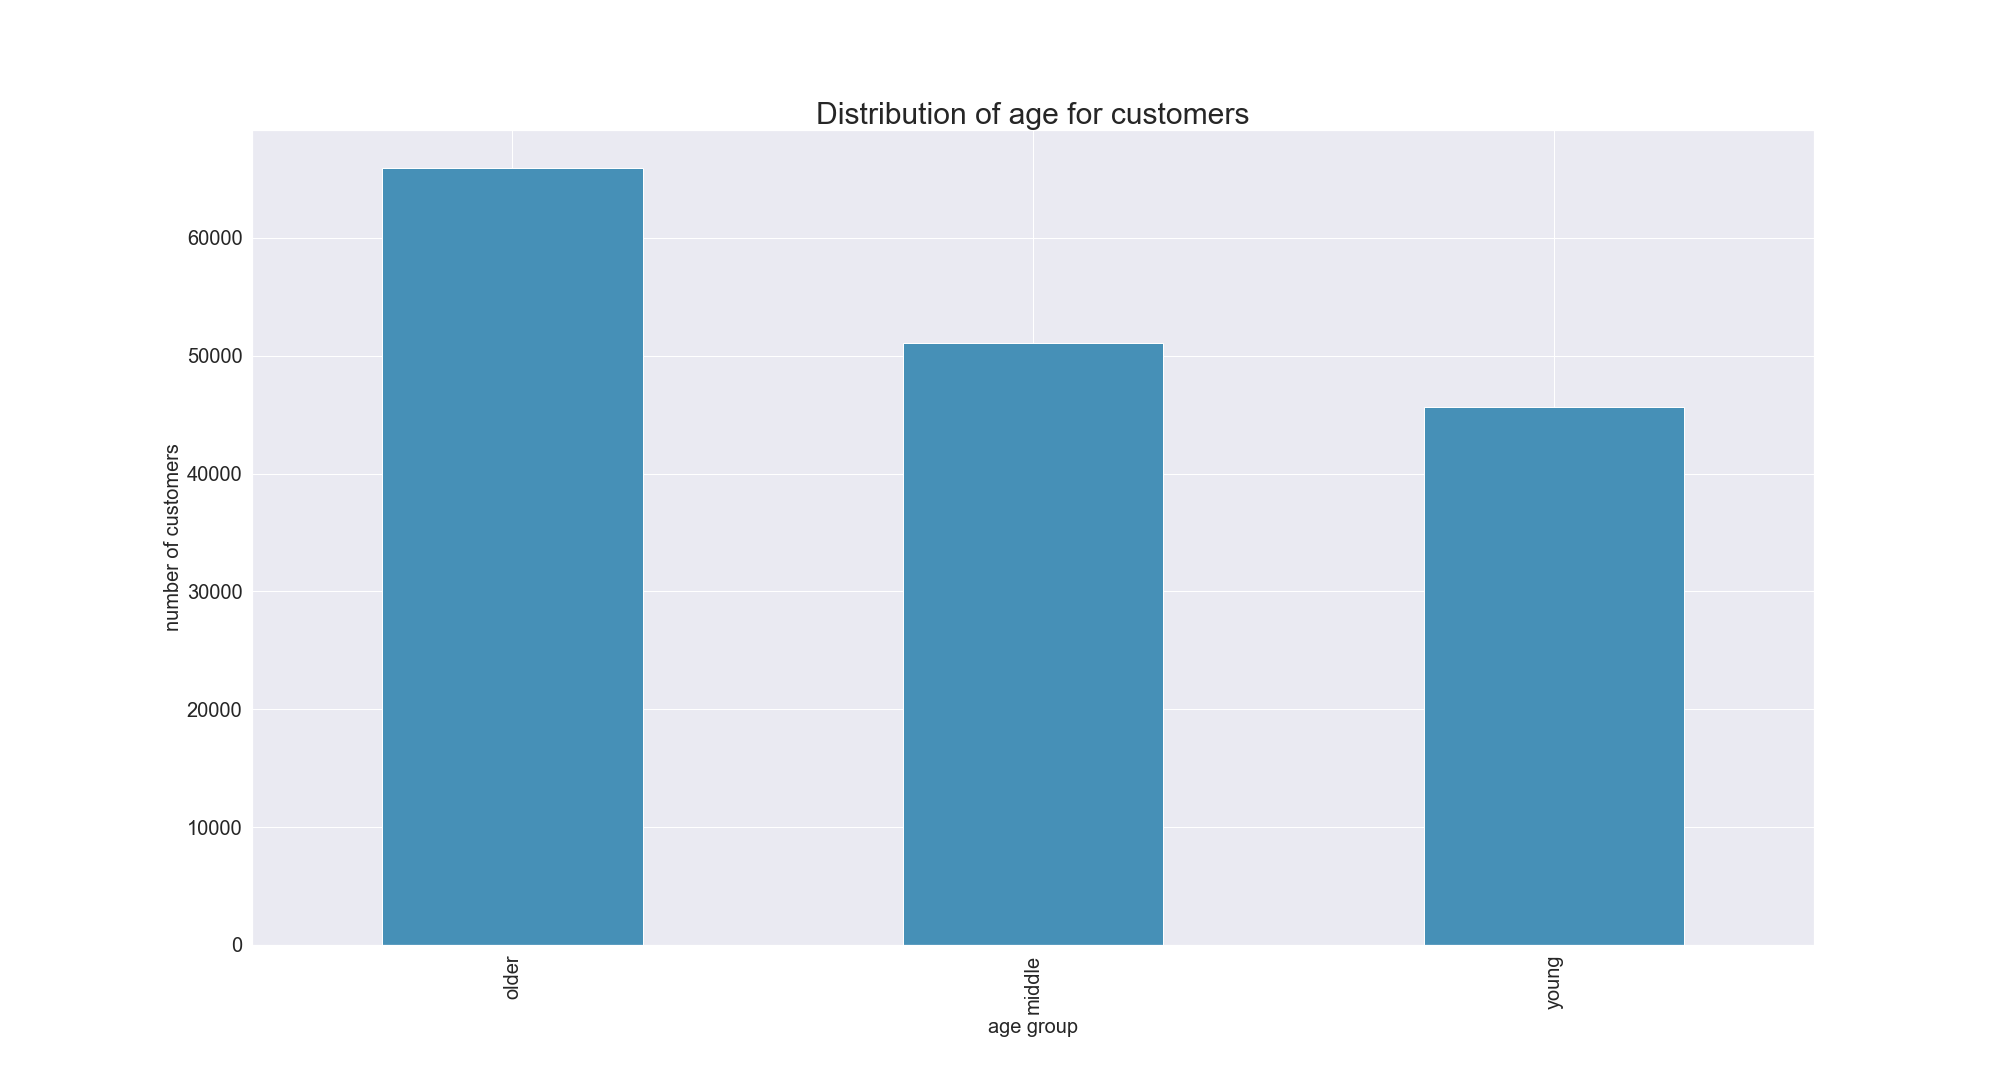 Distribution of age for customers
60000
50000
40000
30000
20000
10000
0
number of customers
older
middle
young
age group